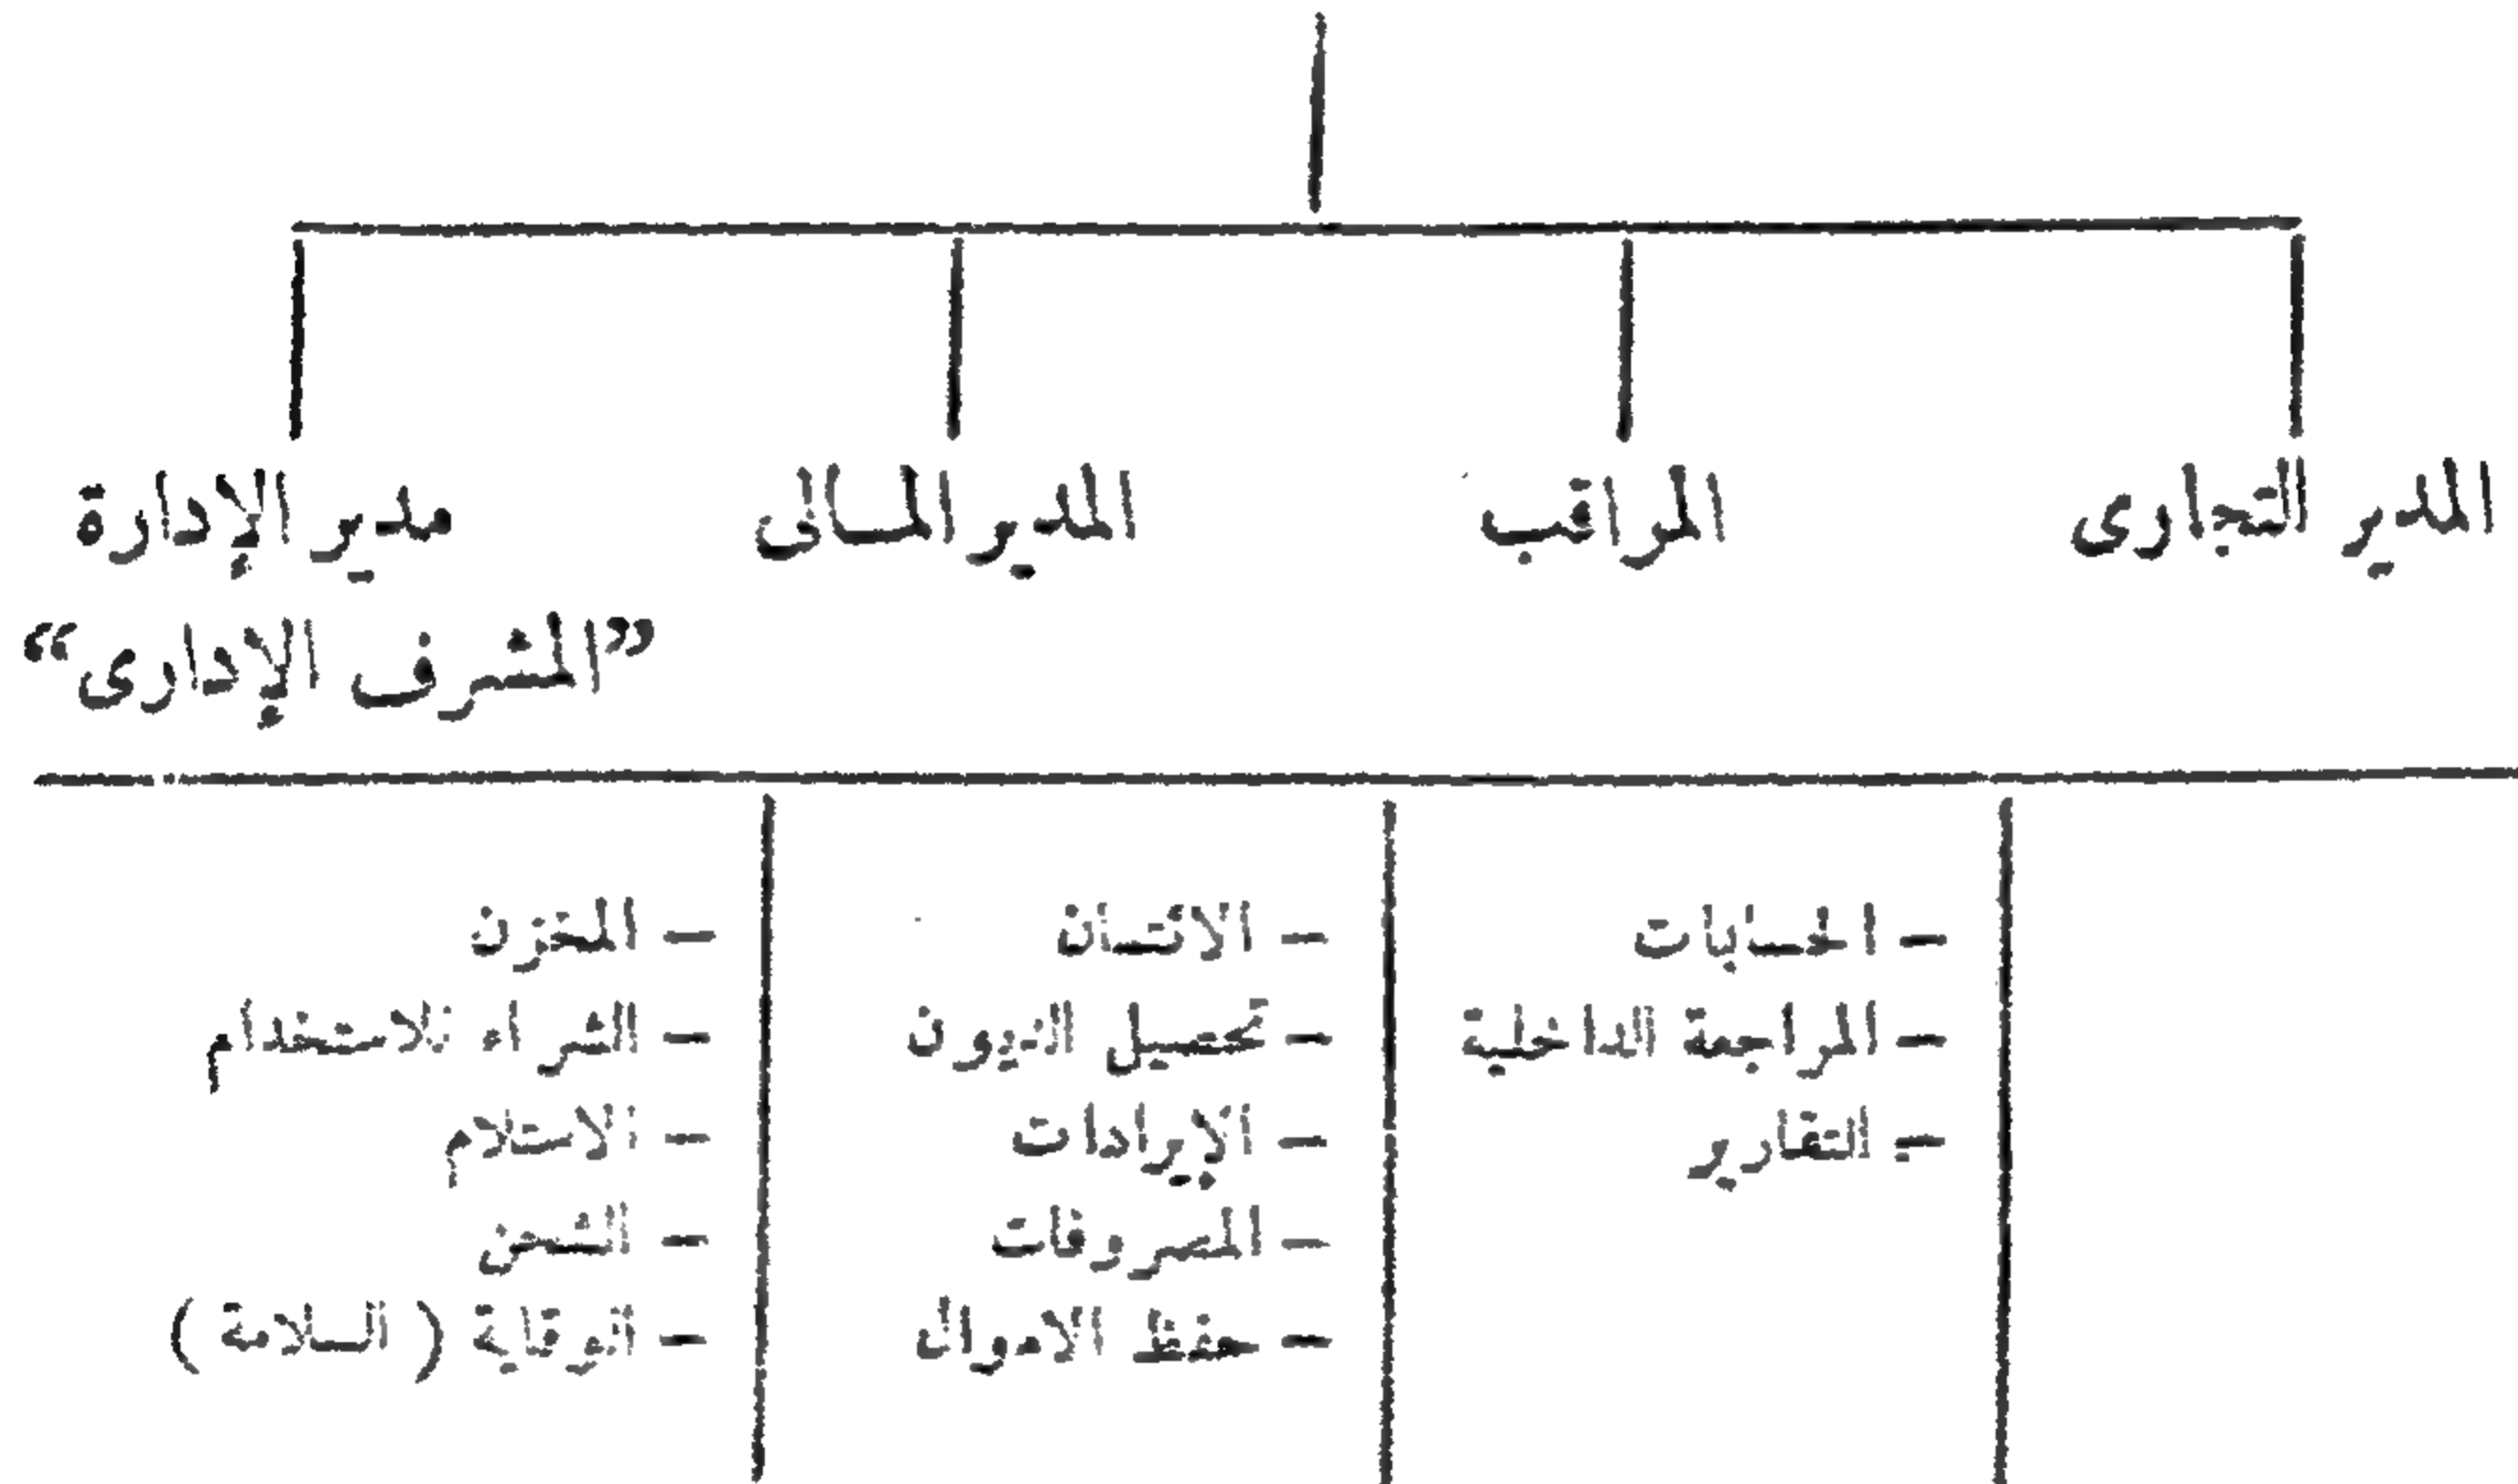 المدير التجارى
المراقب
المدير المالى
مدير الإدارة
”المشرف الإدارى“
- الحسابات
- المراجعة الداخلية
- التقارير
- الائتمان
- تحصيل الديون
- الإيرادات
- المصروفات
- حفظ الاموال
- المخزن
- الشراء للاستخدام
- الاستلام
- الشحن
- الوقاية ( السلامة )